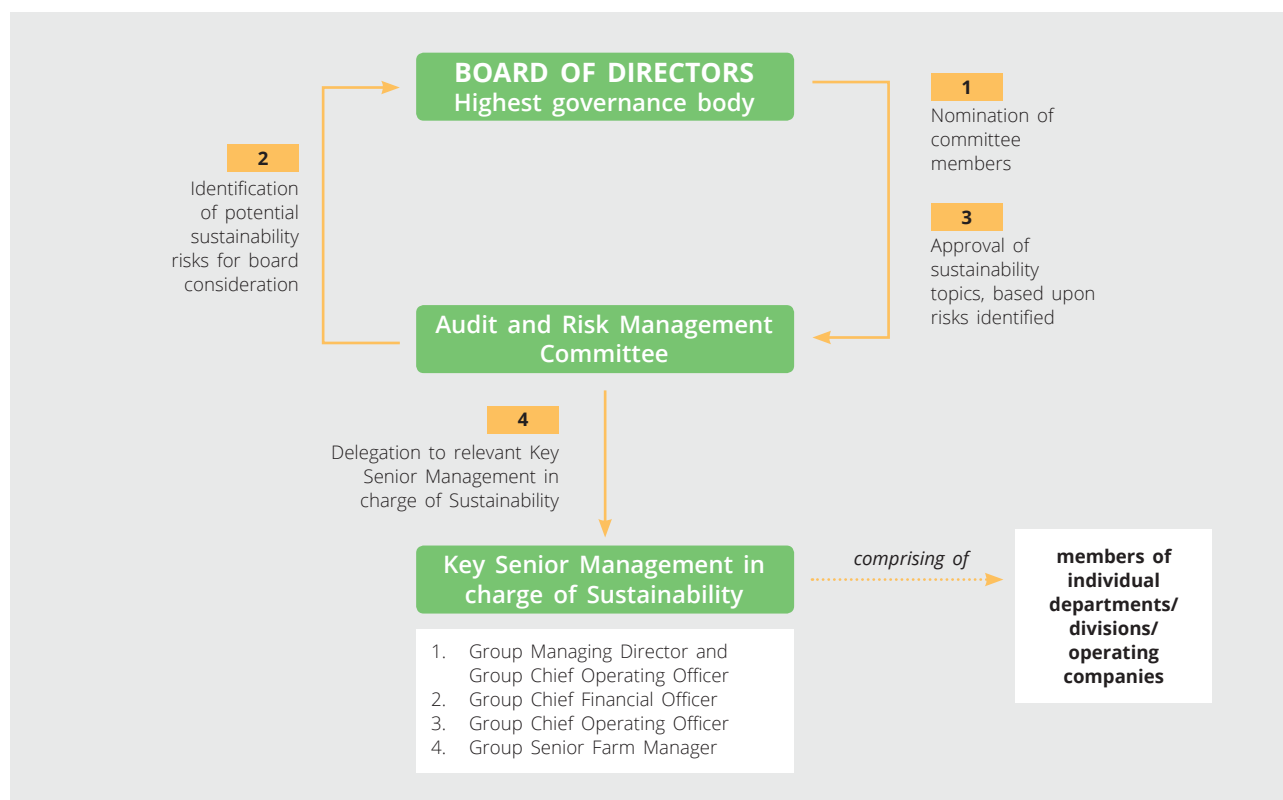 BOARD OF DIRECTORS
Highest governance body
1
Nomination of
committee
members
2
Identification
of potential
sustainability
risks for board
consideration
3
Approval of
sustainability
topics, based upon
risks identified
Audit and Risk Management
Committee
4
Delegation to relevant Key
Senior Management in
charge of Sustainability
Key Senior Management in
charge of Sustainability
comprising of
members of
individual
departments/
divisions/
operating
companies
1. Group Managing Director and
Group Chief Operating Officer
2. Group Chief Financial Officer
3. Group Chief Operating Officer
4. Group Senior Farm Manager